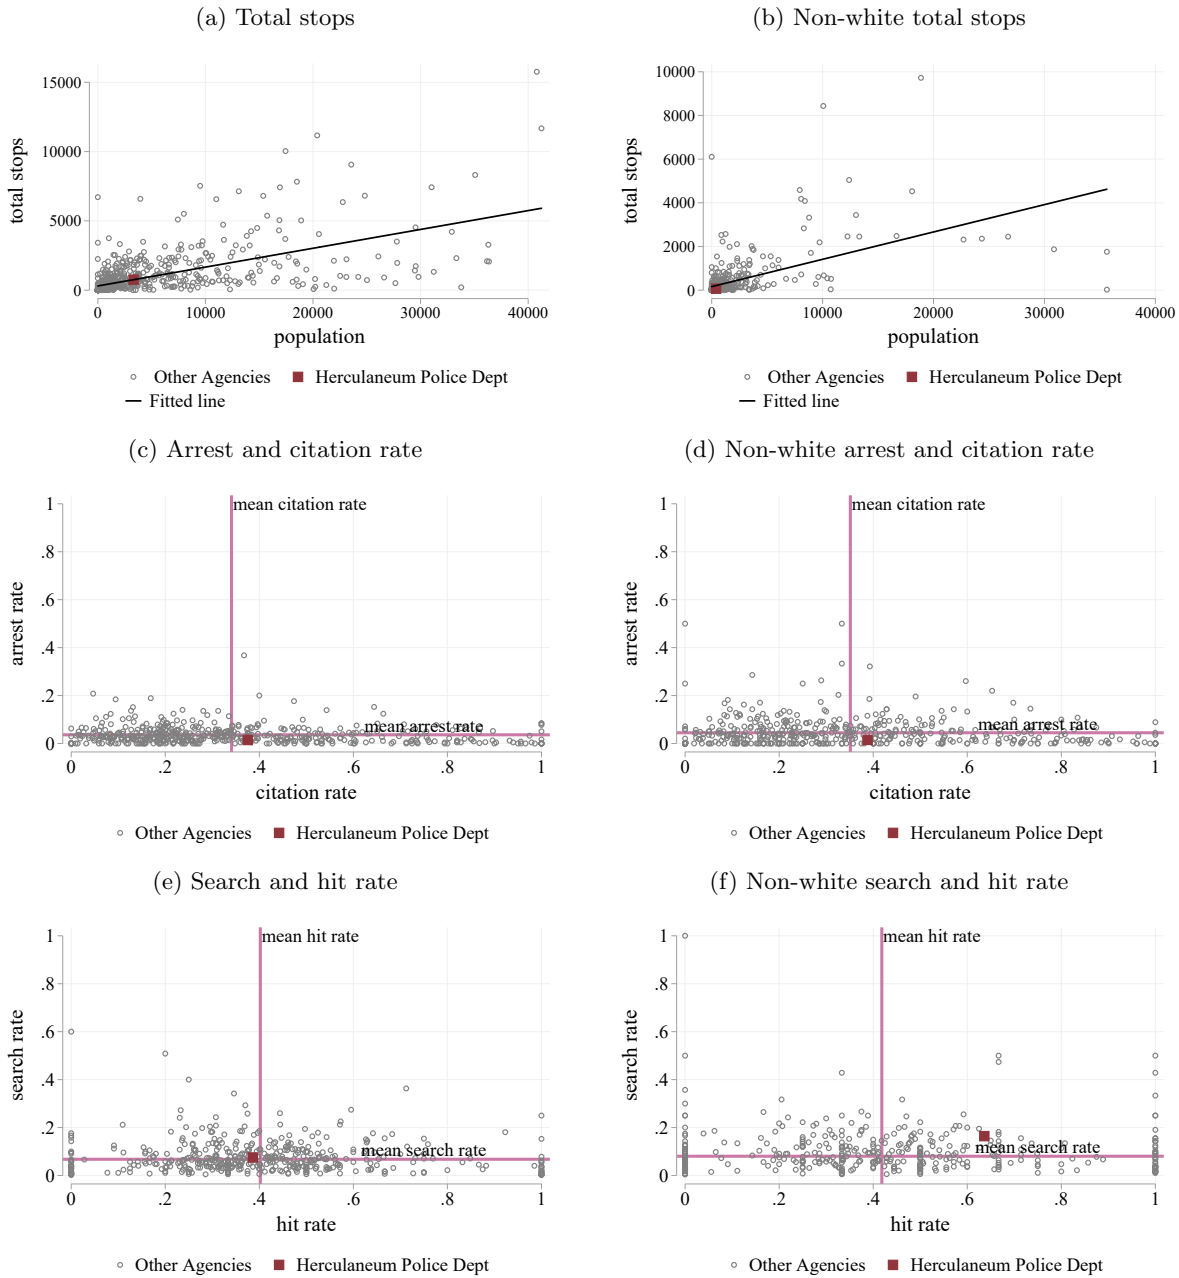 (a) Total stops
(b) Non-white total stops
15000
10000
5000
0
total stops
0 10000 20000 30000 40000
population
Other Agencies Herculaneum Police Dept
Fitted line
10000
8000
6000
4000
2000
0
total stops
0 10000 20000 30000 40000
population
Other Agencies Herculaneum Police Dept
Fitted line
(c) Arrest and citation rate
(d) Non-white arrest and citation rate
1
.8
.6
.4
.2
0
arrest rate
mean citation rate
mean arrest rate
0 .2 .4 .6 .8 1
citation rate
Other Agencies Herculaneum Police Dept
1
.8
.6
.4
.2
0
arrest rate
mean citation rate
mean arrest rate
0 .2 .4 .6 .8 1
citation rate
Other Agencies Herculaneum Police Dept
(e) Search and hit rate
(f) Non-white search and hit rate
1
.8
.6
.4
.2
0
search rate
mean hit rate
mean search rate
0 .2 .4 .6 .8 1
hit rate
Other Agencies Herculaneum Police Dept
1
.8
.6
.4
.2
0
search rate
mean hit rate
mean search rate
0 .2 .4 .6 .8 1
hit rate
Other Agencies Herculaneum Police Dept